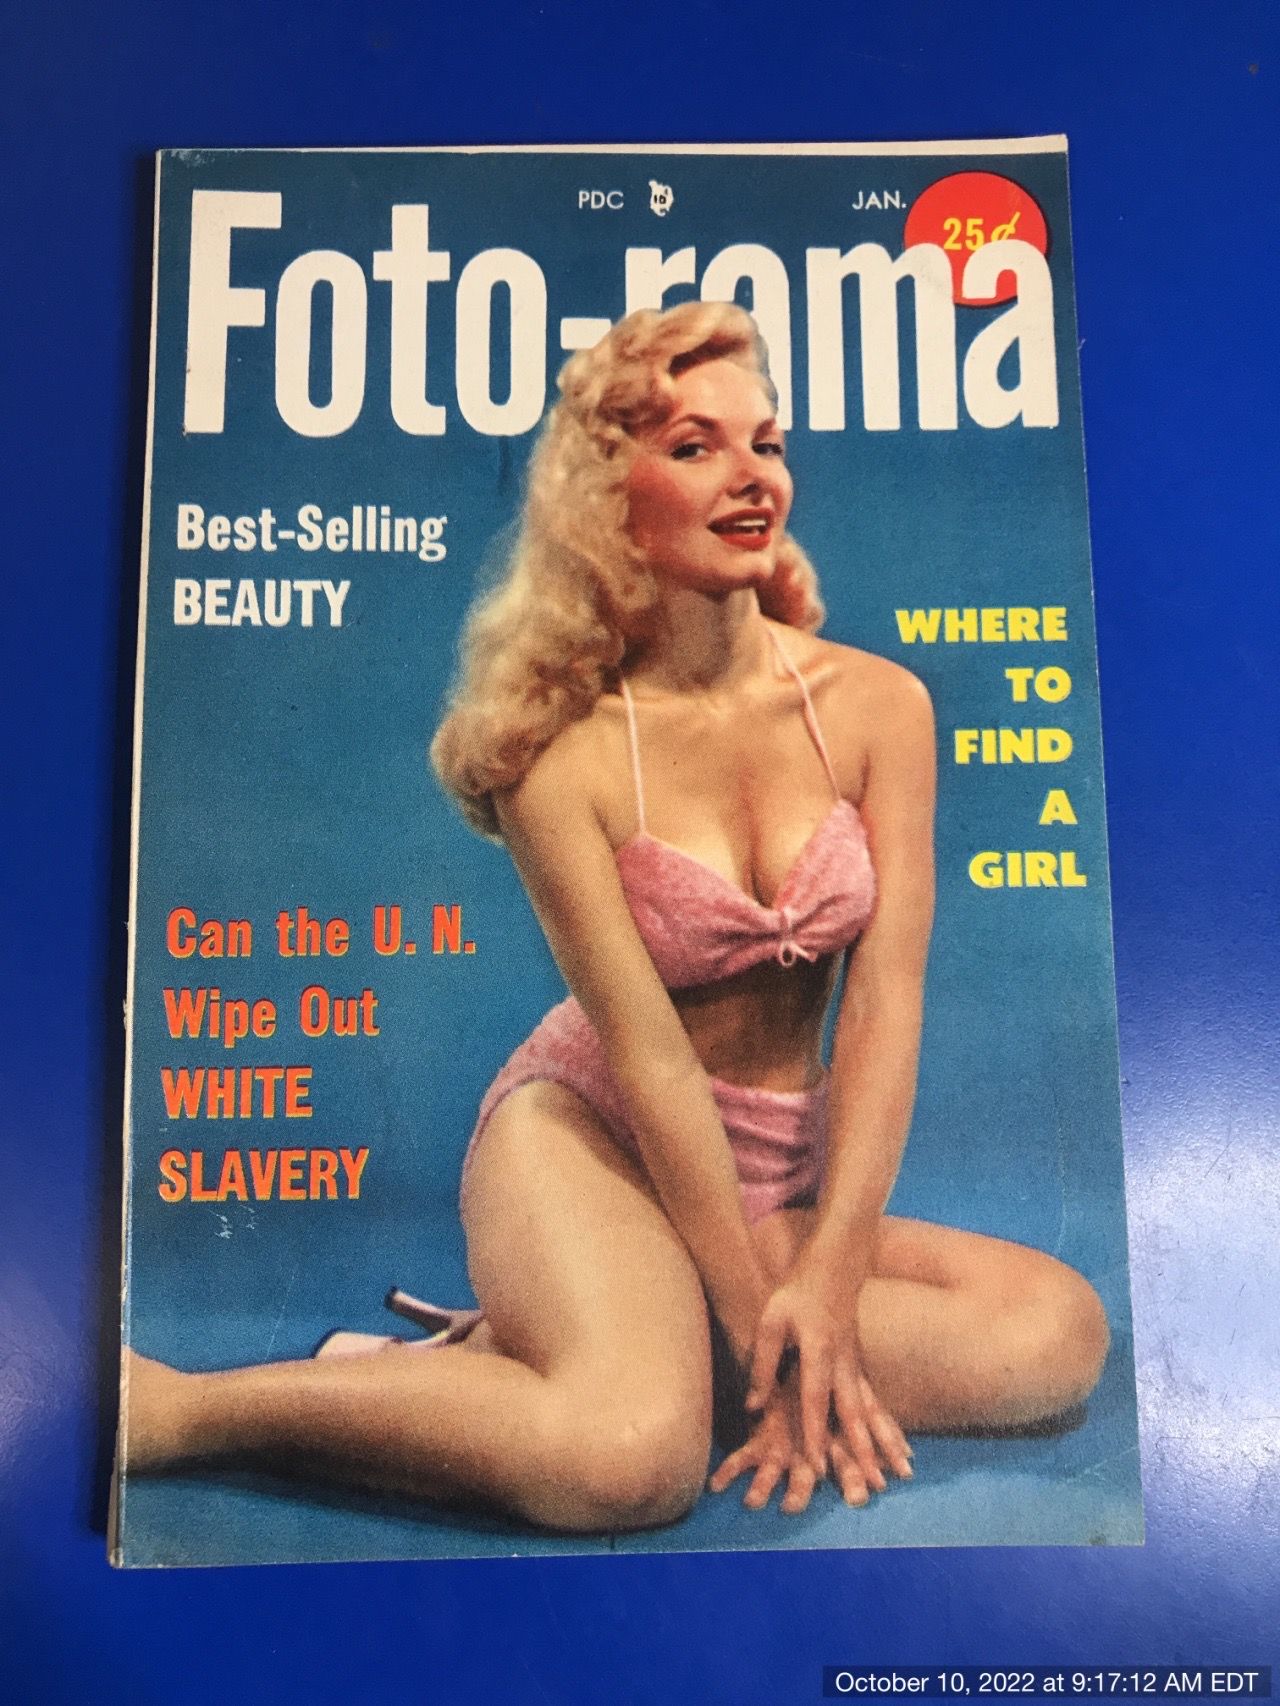 PDC ID JAN.
25¢
Foto-rama
Best-Selling
BEAUTY
WHERE
TO
FIND
A
GIRL
Can the U. N.
Wipe Out
WHITE
SLAVERY
October 10, 2022 at 9:17:12 AM EDT